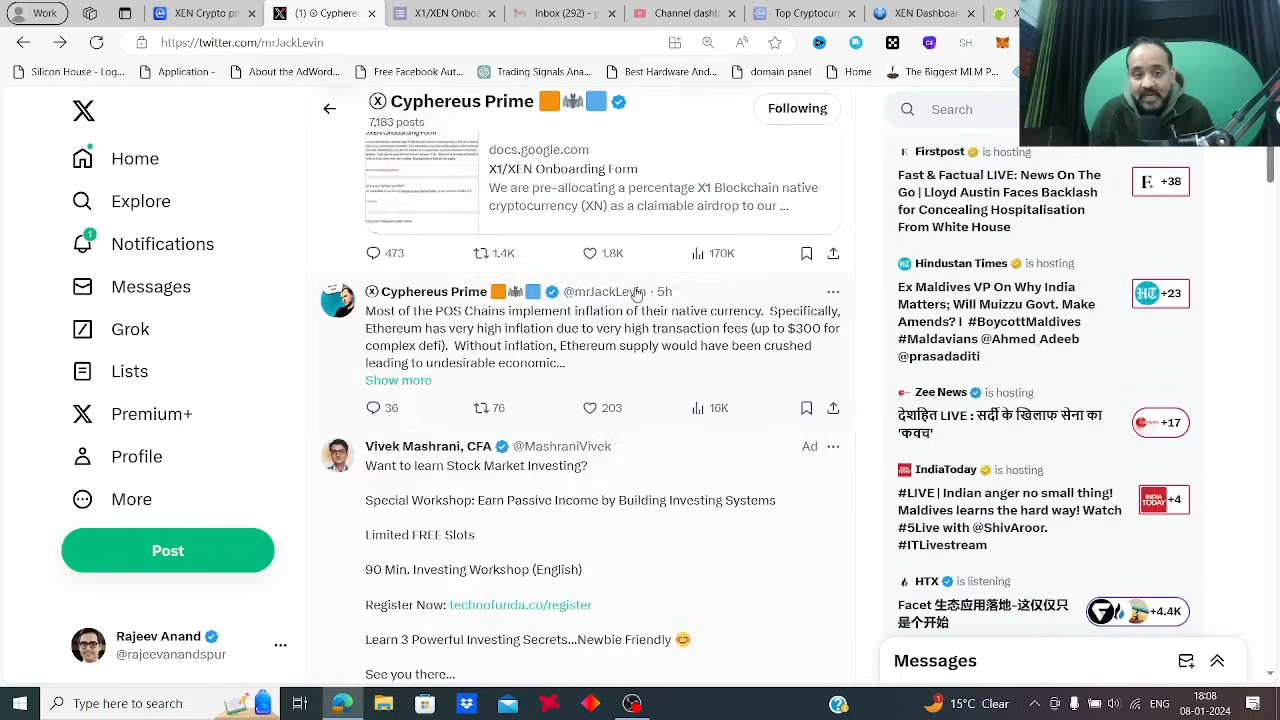 Work
XEN Crypto pr
(1) Ⓧ Cyphere
X1/XEN Onboa
Inbox (292) - y
Channel dashb
Top Cryptoc
XEN Dashboar
https://twitter.com/mrJackLevin
Silicon House - Log...
Application -
About the AdWord...
Free Facebook Aut...
Trading Signals Ana...
Best Hardware And...
domain panel
Home
The Biggest MLM P...
Home
Explore
1
Notifications
Messages
Grok
Lists
Premium+
Profile
More
Post
Rajeev Anand
@rajeevanandspur
Ⓧ Cyphereus Prime 🟧🦇🟦
7,183 posts
Following
X1/XEN Onboarding Form
docs.google.com
X1/XEN Onboarding Form
We are pre-allocating a percentage X1 Blockchain native
cryptocurrency (XN) as a claimable airdrop to our ...
473 1.4K 1.8K 170K
Ⓧ Cyphereus Prime 🟧🦇🟦 @mrJackLevin · 5h
Most of the POS Chains implement inflation of their native currency. Specifically,
Ethereum has very high inflation due to very high transaction fees (up to $300 for
complex defi). Without inflation, Ethereum supply would have been crushed
leading to undesirable economic...
Show more
36 76 203 16K
Vivek Mashrani, CFA @MashraniVivek Ad
Want to learn Stock Market Investing?
Special Workshop: Earn Passive Income by Building Investing Systems
Limited FREE Slots
90 Min. Investing Workshop (English)
Register Now: technofunda.co/register
Learn 3 Powerful Investing Secrets...Newbie Friendly 😊
See you there...
Search
Firstpost is hosting
Fast & Factual LIVE: News On The
Go | Lloyd Austin Faces Backlash
for Concealing Hospitalisation
From White House
+38
Hindustan Times is hosting
Ex Maldives VP On Why India
Matters; Will Muizzu Govt. Make
Amends? I #BoycottMaldives
#Maldavians @Ahmed_Adeeb
@prasadaditi
+23
Zee News is hosting
देशहित LIVE : सर्दी के खिलाफ सेना का
'कवच'
+17
IndiaToday is hosting
#LIVE | Indian anger no small thing!
Maldives learns the hard way! Watch
#5Live with @ShivAroor.
#ITLivestream
+4
HTX is listening
Facet 生态应用落地-这仅仅只
是个开始
+4.4K
Messages
Type here to search
15°C Clear
18:08
08-01-2024